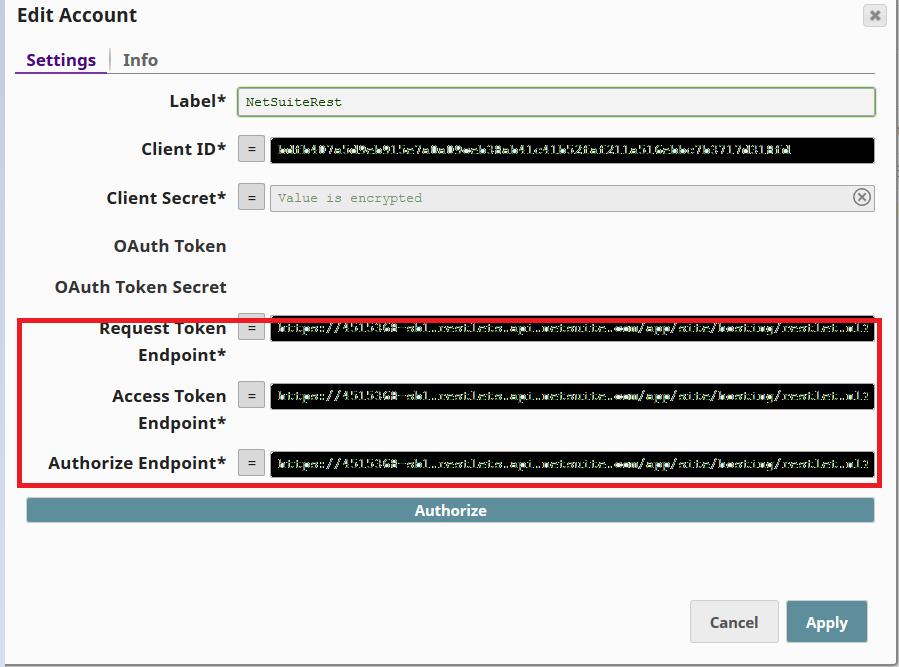 Edit Account
Settings
Info
Label*
NetSuiteRest
Client ID*
=
Client Secret*
=
Value is encrypted
OAuth Token
OAuth Token Secret
Request Token
=
Endpoint*
Access Token
=
Endpoint*
Authorize Endpoint*
=
Authorize
Cancel
Apply